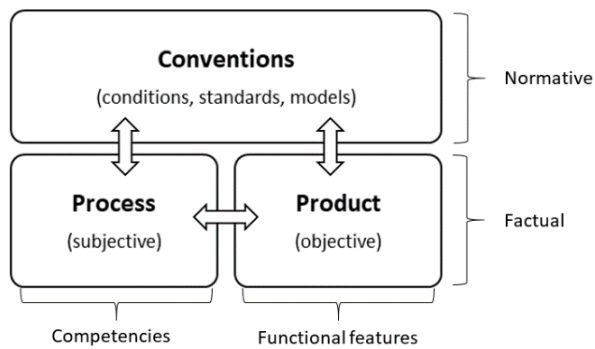 Conventions
(conditions, standards, models)
Normative
Process
(subjective)
Product
(objective)
Factual
Competencies
Functional features